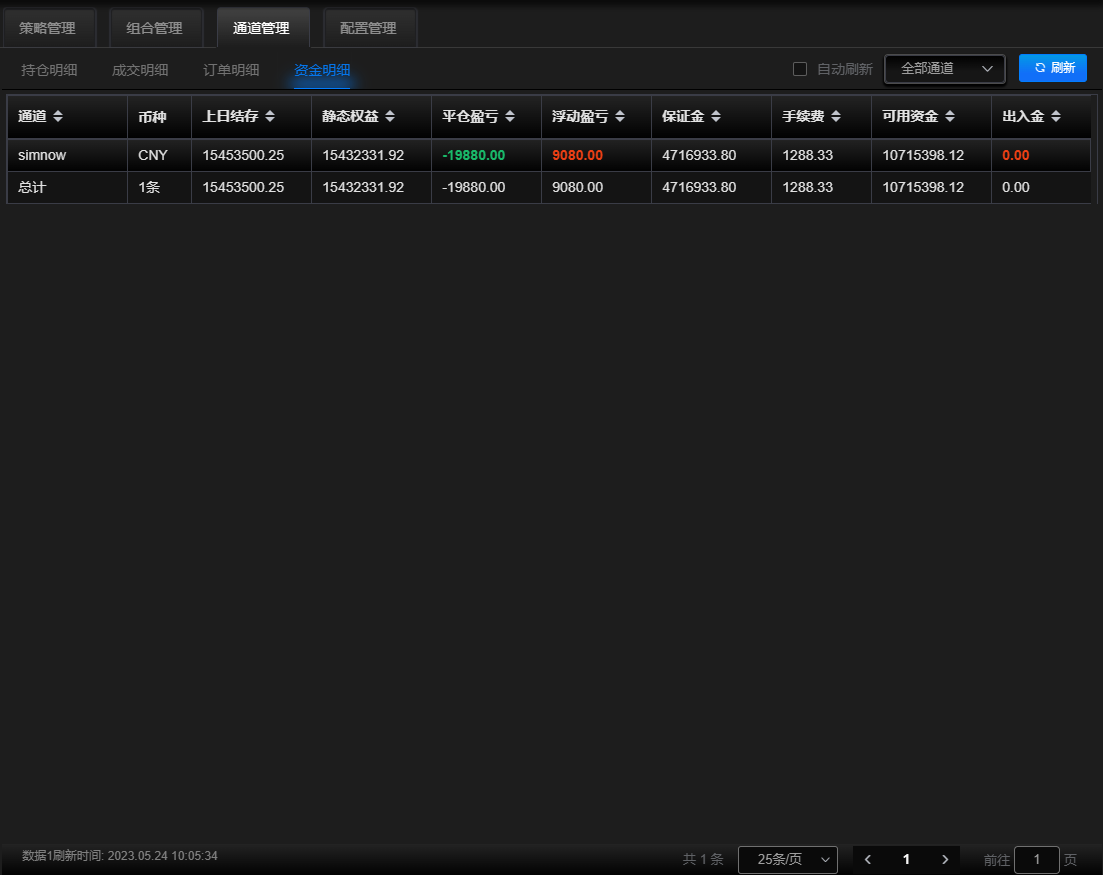 策略管理 组合管理 通道管理 配置管理
持仓明细 成交明细 订单明细 资金明细 自动刷新 全部通道 刷新
通道 币种 上日结存 静态权益 平仓盈亏 浮动盈亏 保证金 手续费 可用资金 出入金
simnow CNY 15453500.25 15432331.92 -19880.00 9080.00 4716933.80 1288.33 10715398.12 0.00
总计 1条 15453500.25 15432331.92 -19880.00 9080.00 4716933.80 1288.33 10715398.12 0.00
数据1刷新时间: 2023.05.24 10:05:34 共 1 条 25条/页 1 前往 1 页